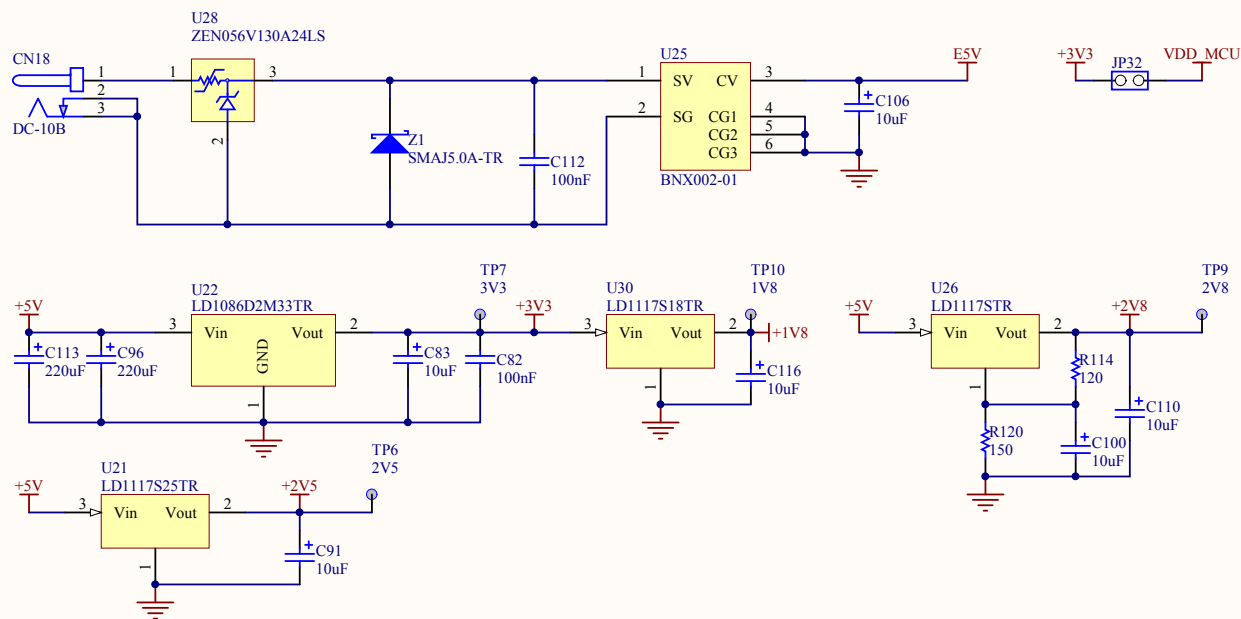 U28
ZEN056V130A24LS
CN18
1
2
3
DC-10B
1
3
2
Z1
SMAJ5.0A-TR
C112
100nF
U25
1
SV
CV
3
2
SG
CG1
4
CG2
5
CG3
6
BNX002-01
E5V
+
C106
10uF
+3V3
JP32
VDD_MCU
+5V
U22
LD1086D2M33TR
3
Vin
Vout
2
GND
1
+
C113
220uF
+
C96
220uF
TP7
3V3
+
C83
10uF
C82
100nF
+3V3
U30
LD1117S18TR
3
Vin
Vout
2
1
TP10
1V8
+1V8
+
C116
10uF
+5V
U26
LD1117STR
3
Vin
Vout
2
1
+2V8
TP9
2V8
R114
120
R120
150
+
C100
10uF
+
C110
10uF
+5V
U21
LD1117S25TR
3
Vin
Vout
2
1
+2V5
TP6
2V5
+
C91
10uF